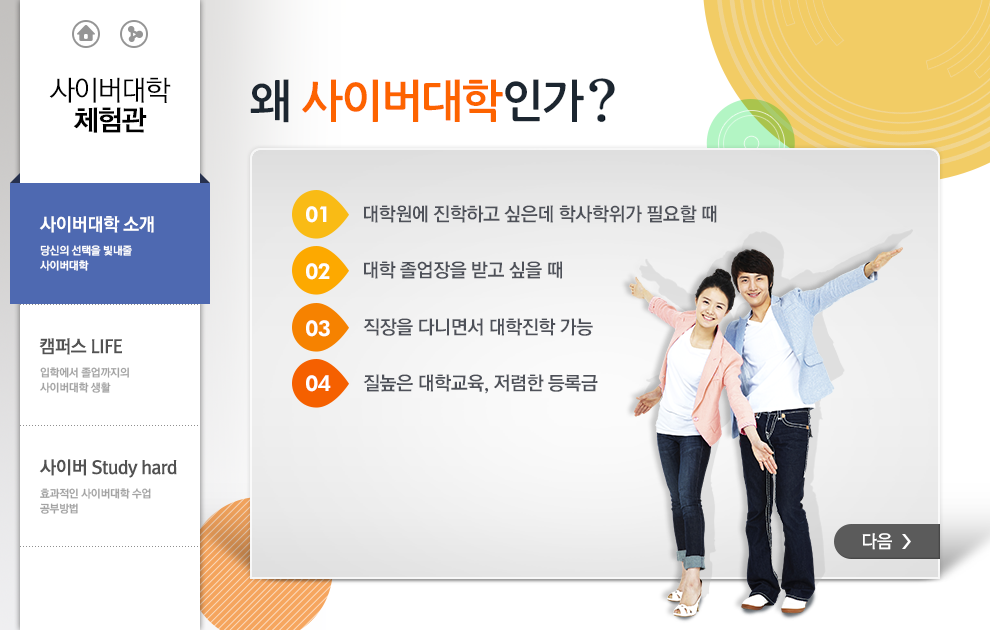 사이버대학
체험관
사이버대학 소개
당신의 선택을 빛내줄
사이버대학
캠퍼스 LIFE
입학에서 졸업까지의
사이버대학 생활
사이버 Study hard
효과적인 사이버대학 수업
공부방법
왜 사이버대학인가?
01 대학원에 진학하고 싶은데 학사학위가 필요할 때
02 대학 졸업장을 받고 싶을 때
03 직장을 다니면서 대학진학 가능
04 질높은 대학교육, 저렴한 등록금
다음